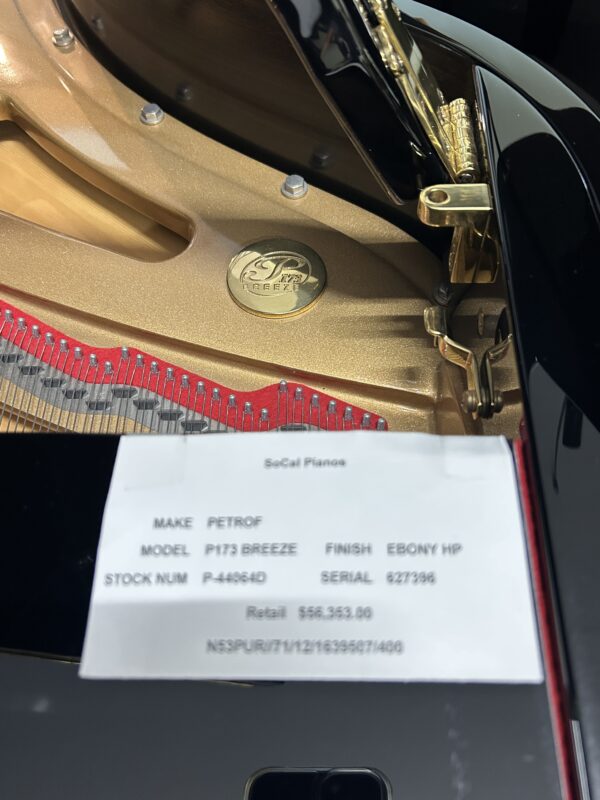 P173
BREEZE
SoCal Pianos
MAKE PETROF
MODEL P173 BREEZE FINISH EBONY HP
STOCK NUM P-44064D SERIAL 627396
Retail $56,353.00
N53PUR//71/12/1639507/400